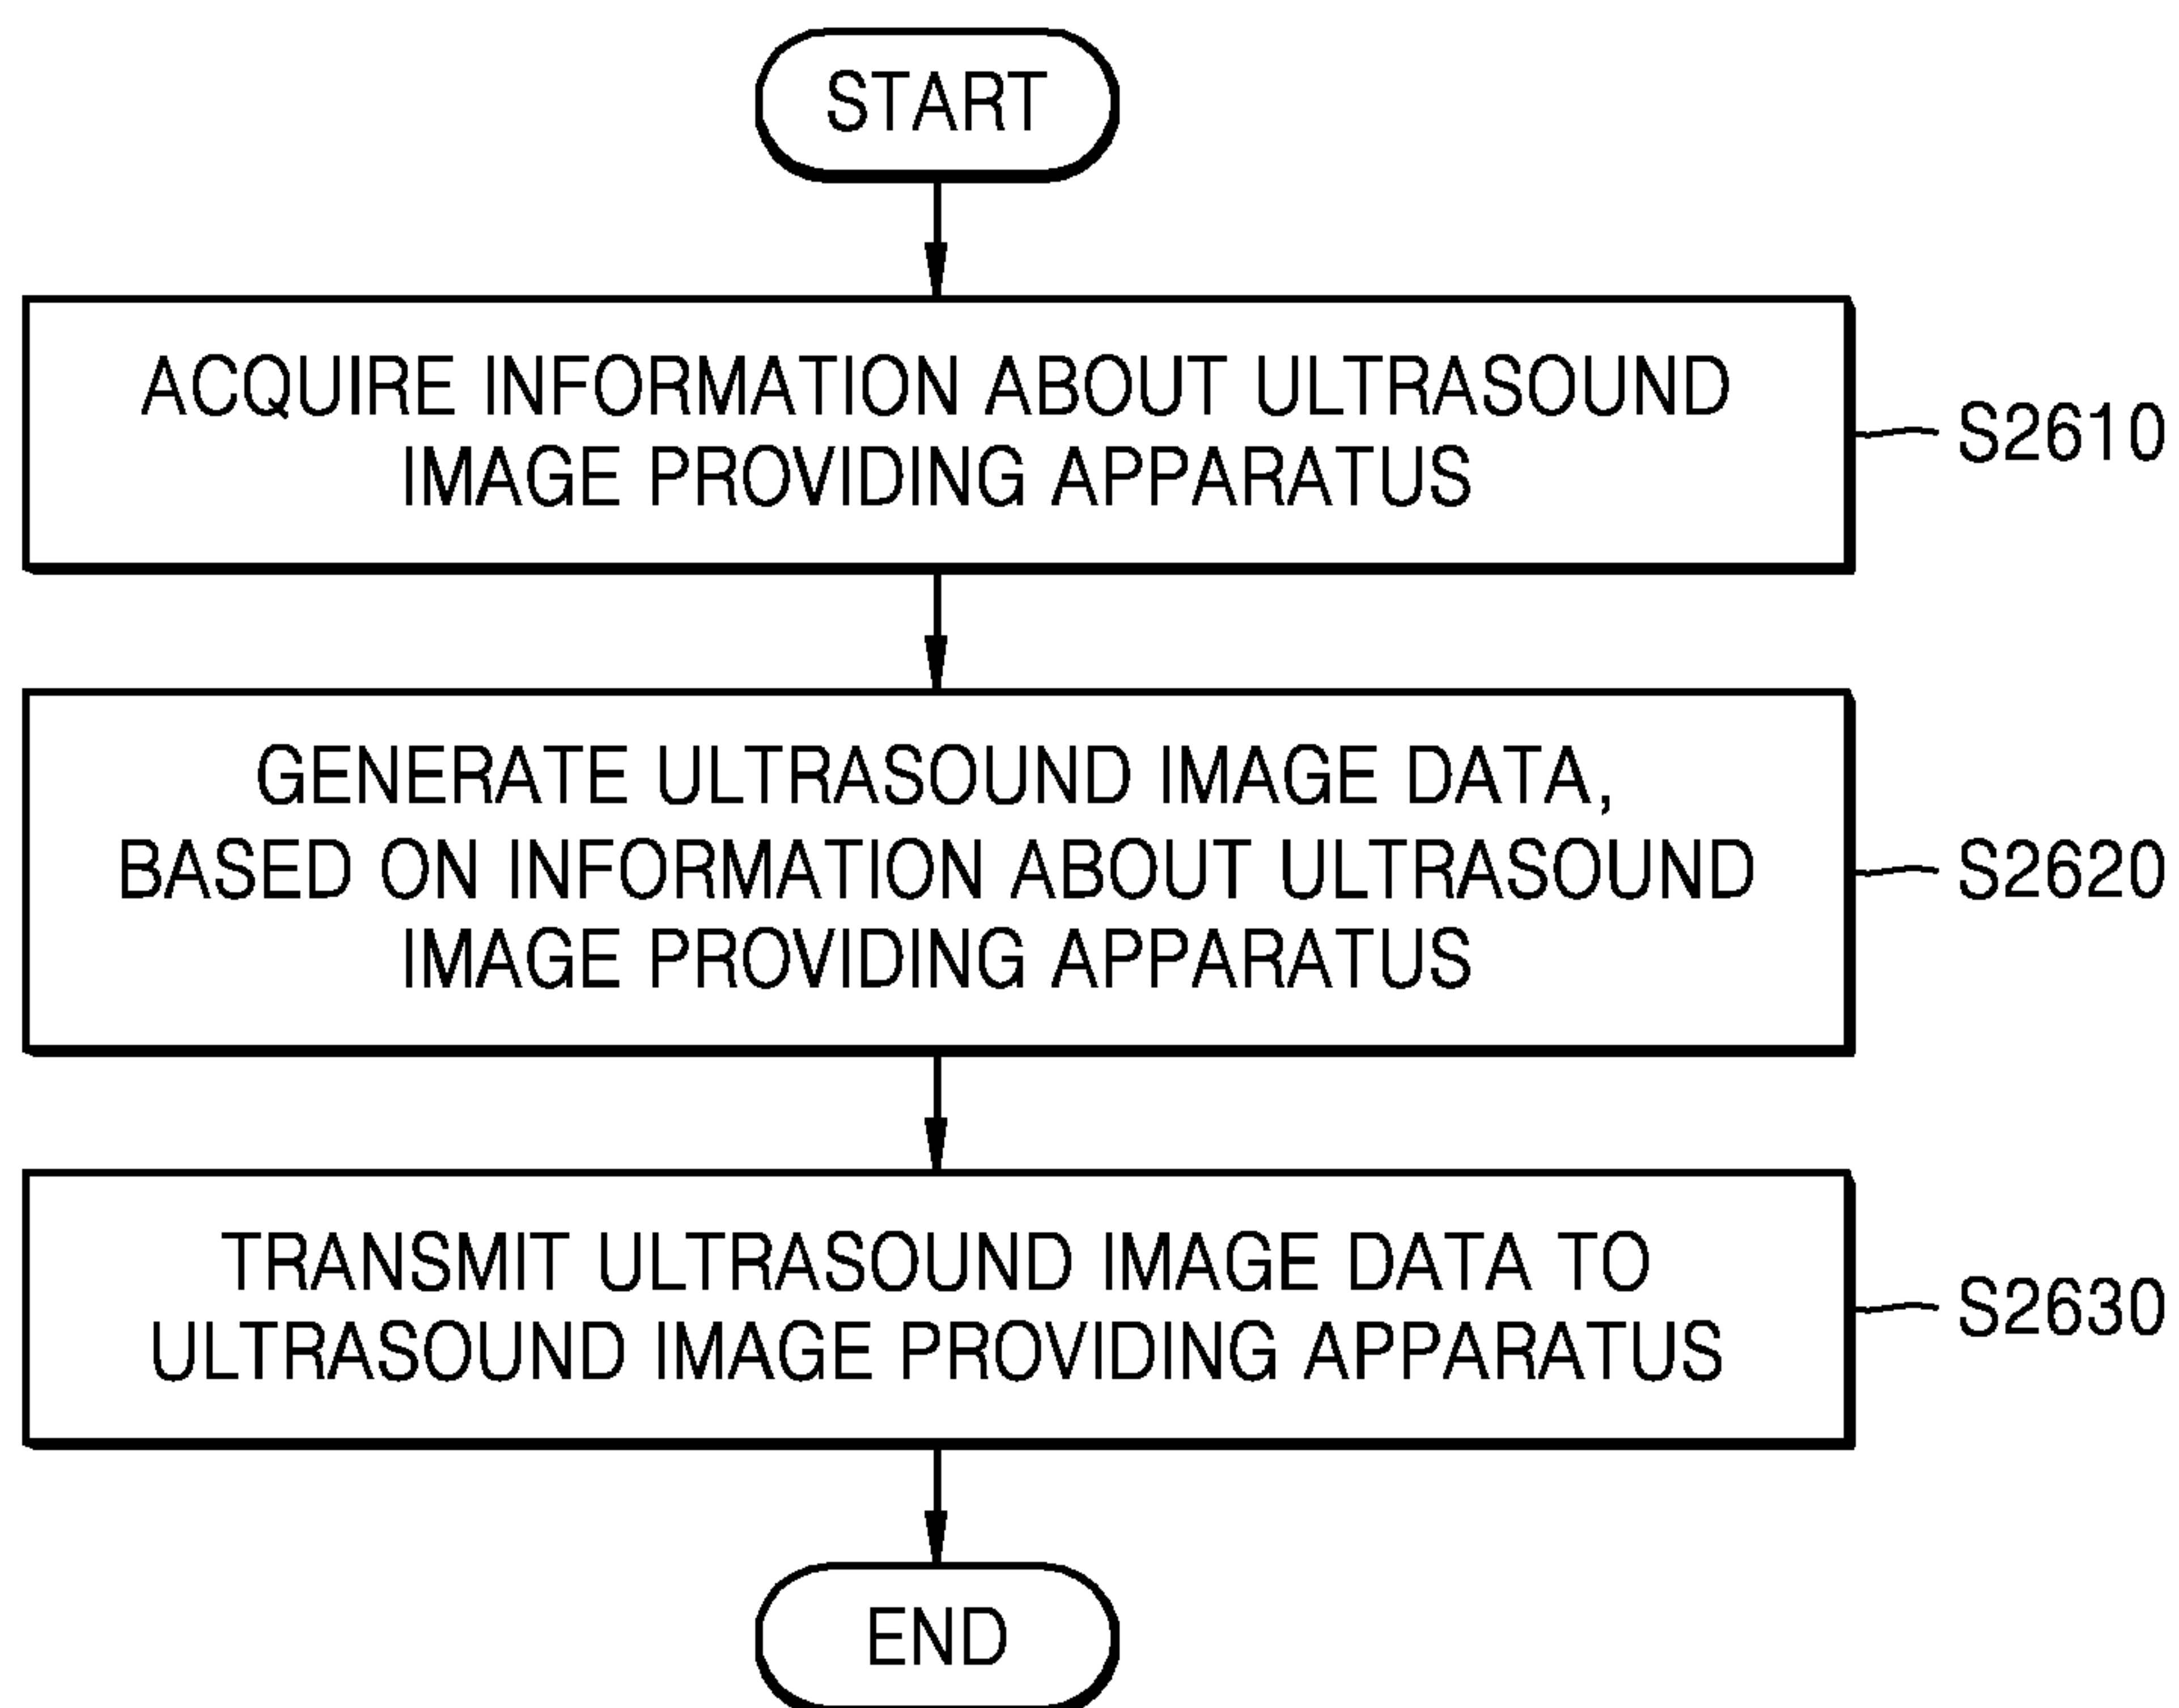 START
ACQUIRE INFORMATION ABOUT ULTRASOUND
IMAGE PROVIDING APPARATUS
S2610
GENERATE ULTRASOUND IMAGE DATA,
BASED ON INFORMATION ABOUT ULTRASOUND
IMAGE PROVIDING APPARATUS
S2620
TRANSMIT ULTRASOUND IMAGE DATA TO
ULTRASOUND IMAGE PROVIDING APPARATUS
S2630
END